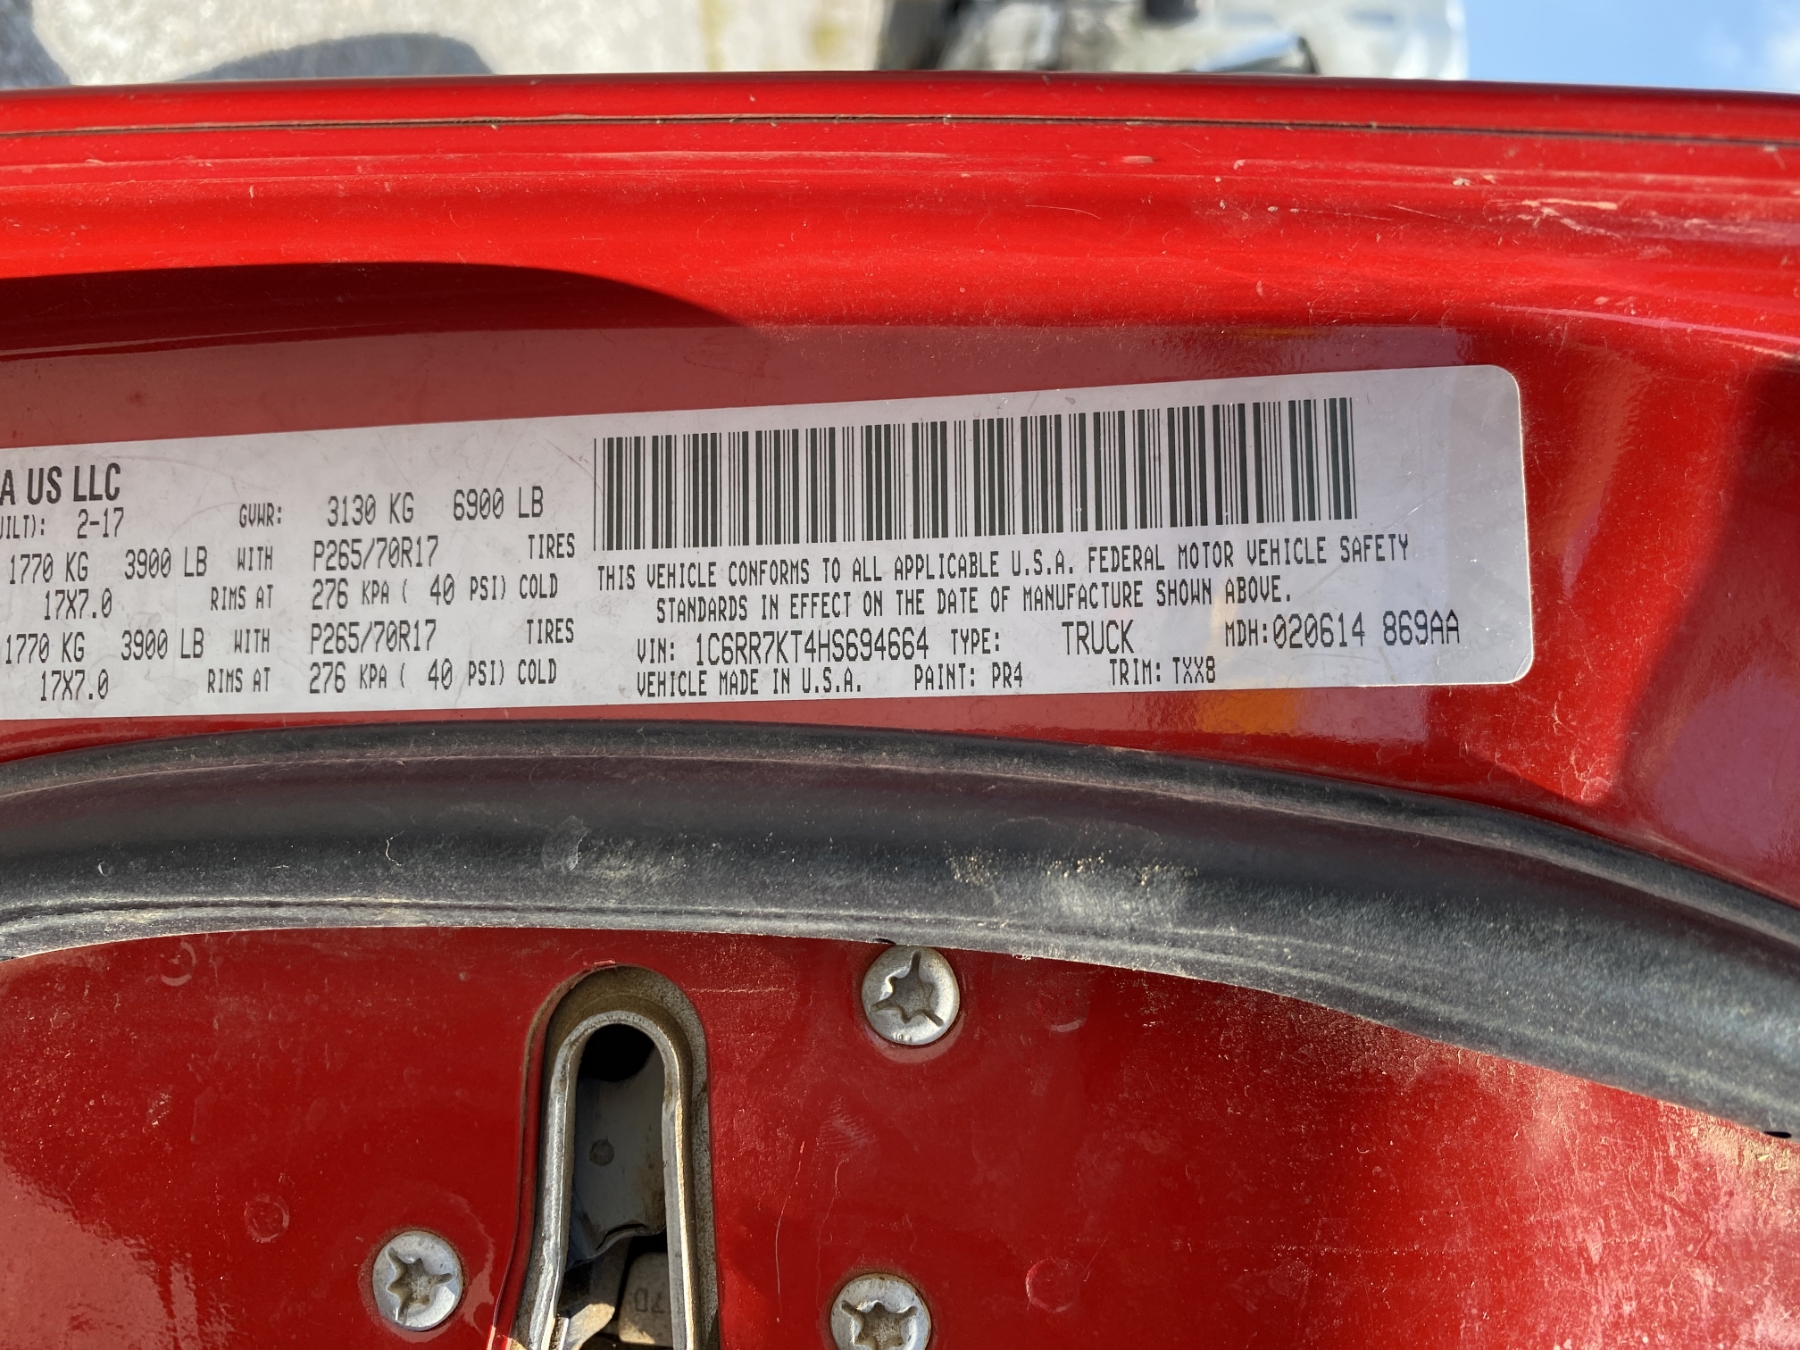 A US LLC
UILT): 2-17 GVWR: 3130 KG 6900 LB
1770 KG 3900 LB WITH P265/70R17 TIRES
17X7.0 RIMS AT 276 KPA ( 40 PSI) COLD
1770 KG 3900 LB WITH P265/70R17 TIRES
17X7.0 RIMS AT 276 KPA ( 40 PSI) COLD
THIS VEHICLE CONFORMS TO ALL APPLICABLE U.S.A. FEDERAL MOTOR VEHICLE SAFETY
STANDARDS IN EFFECT ON THE DATE OF MANUFACTURE SHOWN ABOVE.
VIN: 1C6RR7KT4HS694664 TYPE: TRUCK MDH:020614 869AA
VEHICLE MADE IN U.S.A. PAINT: PR4 TRIM: TXX8